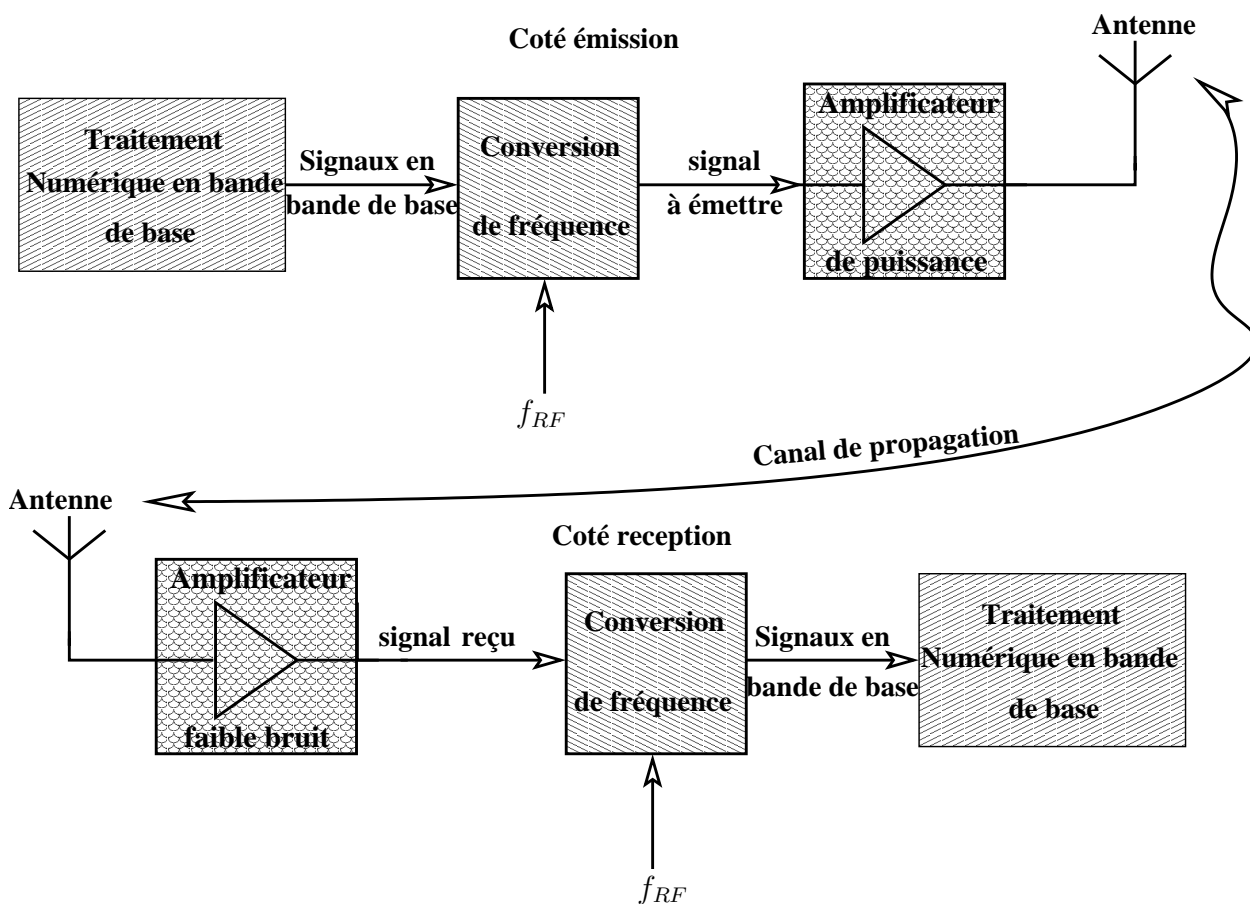 Coté émission
Antenne
Traitement
Numérique en bande
de base
Signaux en
bande de base
Conversion
de fréquence
signal
à émettre
Amplificateur
de puissance
f_{RF}
Canal de propagation
Antenne
Coté reception
Amplificateur
faible bruit
signal reçu
Conversion
de fréquence
Signaux en
bande de base
Traitement
Numérique en bande
de base
f_{RF}